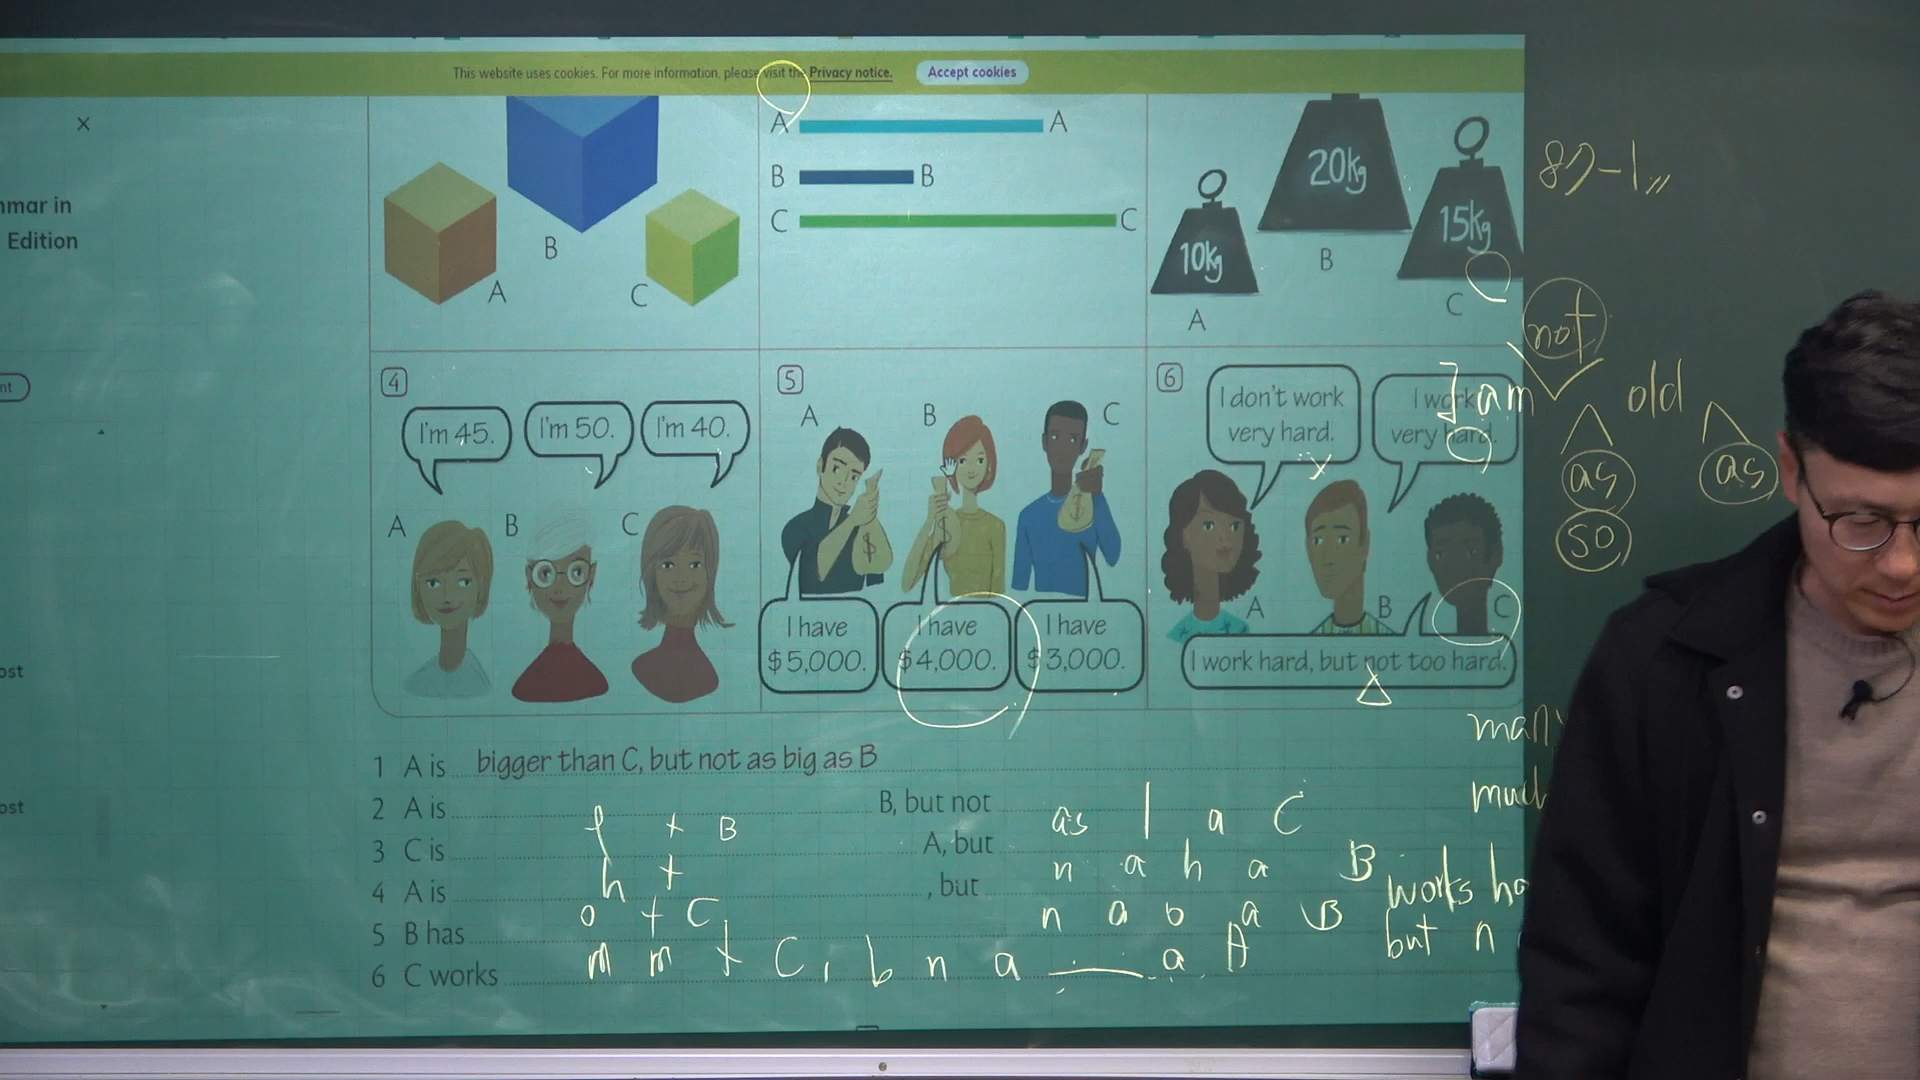 This website uses cookies. For more information, please visit the Privacy notice. Accept cookies
mmar in
Edition
nt
ost
ost
A
B
C
A A
B B
C C
10kg
20kg
15kg
A
B
C
87-1
not
I am old
as as
so
4
I'm 45. I'm 50. I'm 40.
A B C
5
A B C
I have $5,000.
I have $4,000.
I have $3,000.
6
I don't work very hard.
I work very hard.
A B C
I work hard, but not too hard.
1 A is bigger than C, but not as big as B
2 A is B, but not
3 C is A, but
4 A is , but
5 B has
6 C works
l t B as l a C
h t n a h a B
o t C n a o a B
m m t C, b n a a A
works ha
but n